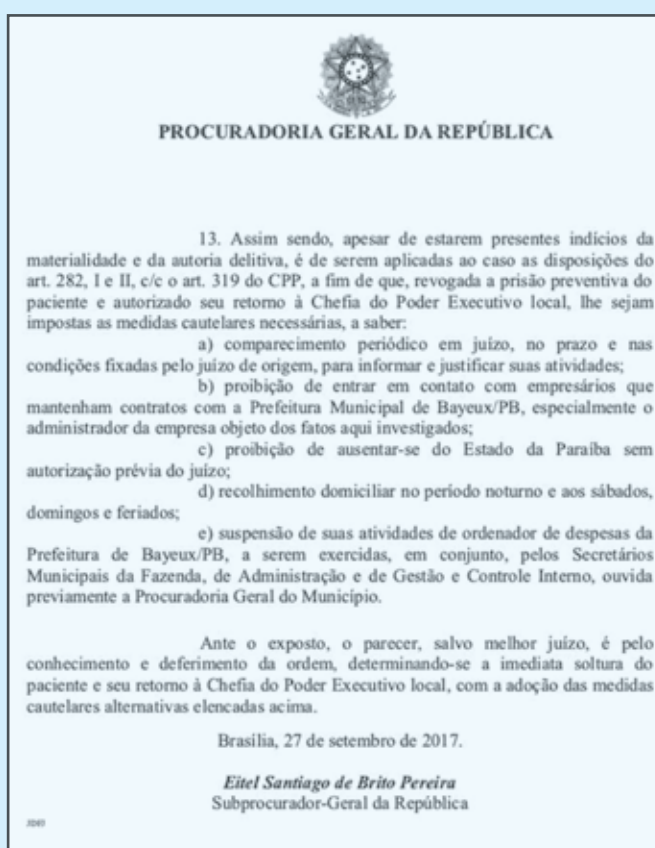 PROCURADORIA GERAL DA REPÚBLICA
13. Assim sendo, apesar de estarem presentes indícios da
materialidade e da autoria delitiva, é de serem aplicadas ao caso as disposições do
art. 282, I e II, c/c o art. 319 do CPP, a fim de que, revogada a prisão preventiva do
paciente e autorizado seu retorno à Chefia do Poder Executivo local, lhe sejam
impostas as medidas cautelares necessárias, a saber:
a) comparecimento periódico em juízo, no prazo e nas
condições fixadas pelo juízo de origem, para informar e justificar suas atividades;
b) proibição de entrar em contato com empresários que
mantenham contratos com a Prefeitura Municipal de Bayeux/PB, especialmente o
administrador da empresa objeto dos fatos aqui investigados;
c) proibição de ausentar-se do Estado da Paraíba sem
autorização prévia do juízo;
d) recolhimento domiciliar no período noturno e aos sábados,
domingos e feriados;
e) suspensão de suas atividades de ordenador de despesas da
Prefeitura de Bayeux/PB, a serem exercidas, em conjunto, pelos Secretários
Municipais da Fazenda, de Administração e de Gestão e Controle Interno, ouvida
previamente a Procuradoria Geral do Município.
Ante o exposto, o parecer, salvo melhor juízo, é pelo
conhecimento e deferimento da ordem, determinando-se a imediata soltura do
paciente e seu retorno à Chefia do Poder Executivo local, com a adoção das medidas
cautelares alternativas elencadas acima.
Brasília, 27 de setembro de 2017.
Eitel Santiago de Brito Pereira
Subprocurador-Geral da República